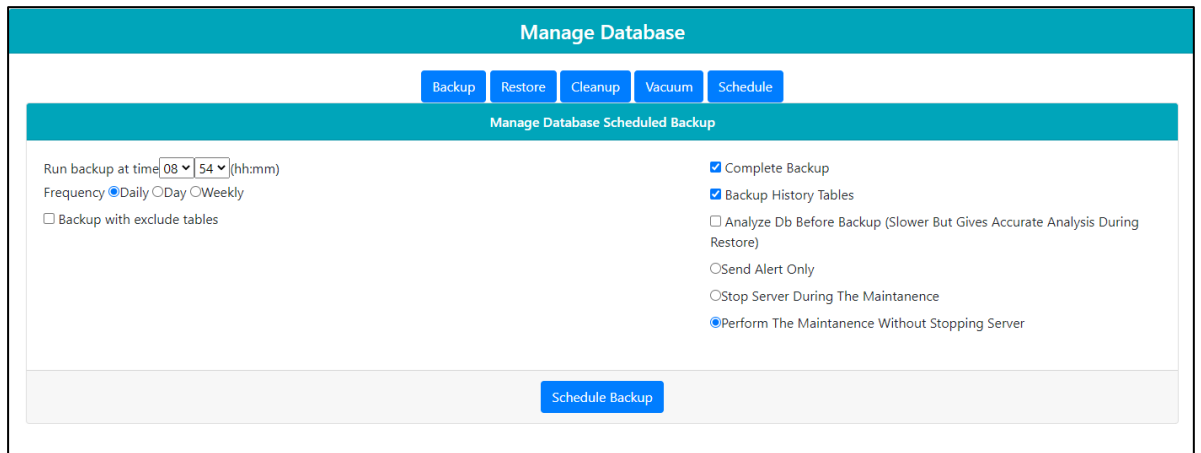 Manage Database
Backup Restore Cleanup Vacuum Schedule
Manage Database Scheduled Backup
Run backup at time 08 54 (hh:mm)
Frequency Daily Day Weekly
Backup with exclude tables
Complete Backup
Backup History Tables
Analyze Db Before Backup (Slower But Gives Accurate Analysis During
Restore)
Send Alert Only
Stop Server During The Maintanence
Perform The Maintanence Without Stopping Server
Schedule Backup